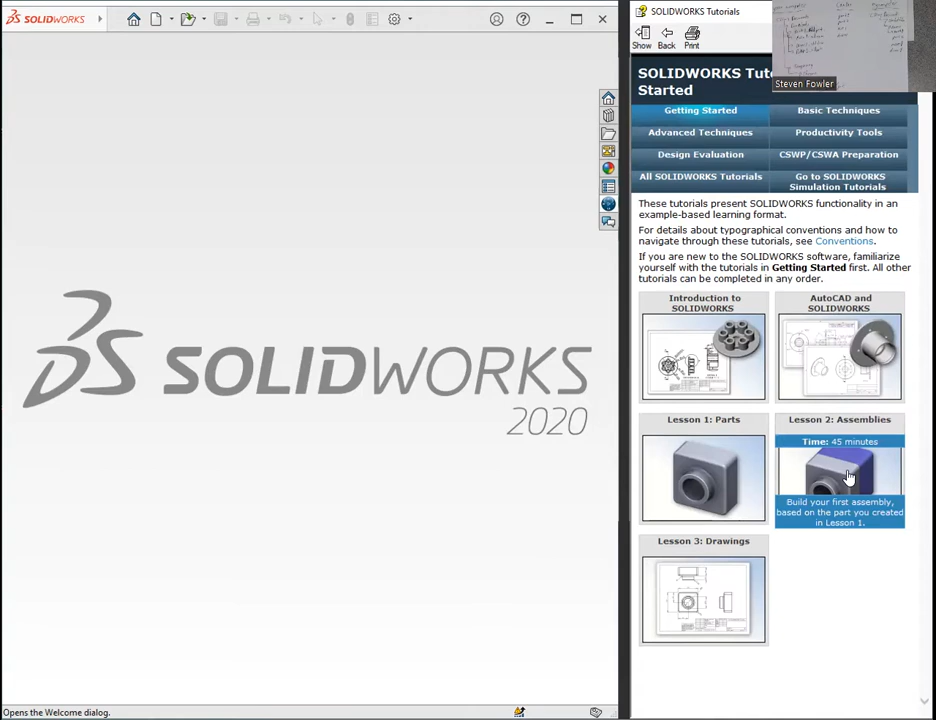 SOLIDWORKS
SOLIDWORKS Tutorials
Show
Back
Print
Steven Fowler
SOLIDWORKS Tuto
Started
Getting Started
Basic Techniques
Advanced Techniques
Productivity Tools
Design Evaluation
CSWP/CSWA Preparation
All SOLIDWORKS Tutorials
Go to SOLIDWORKS
Simulation Tutorials
These tutorials present SOLIDWORKS functionality in an
example-based learning format.
For details about typographical conventions and how to
navigate through these tutorials, see Conventions.
If you are new to the SOLIDWORKS software, familiarize
yourself with the tutorials in Getting Started first. All other
tutorials can be completed in any order.
Introduction to
SOLIDWORKS
AutoCAD and
SOLIDWORKS
Lesson 1: Parts
Lesson 2: Assemblies
Time: 45 minutes
Build your first assembly,
based on the part you created
in Lesson 1.
Lesson 3: Drawings
SOLIDWORKS
2020
Opens the Welcome dialog.